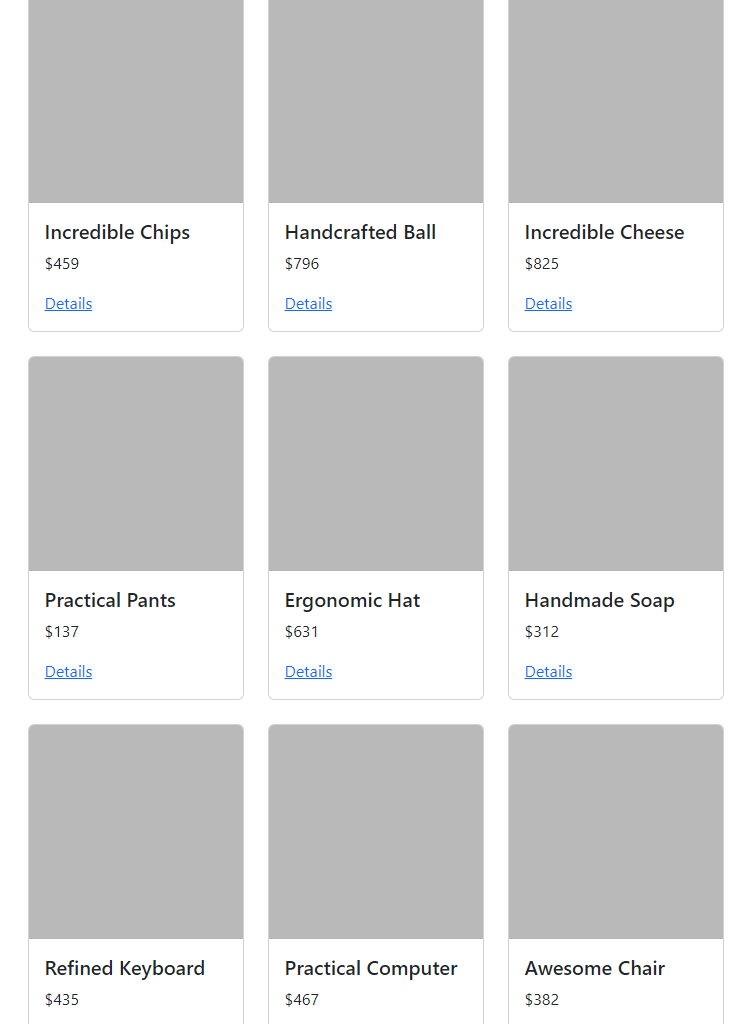 Incredible Chips
$459
Details
Handcrafted Ball
$796
Details
Incredible Cheese
$825
Details
Practical Pants
$137
Details
Ergonomic Hat
$631
Details
Handmade Soap
$312
Details
Refined Keyboard
$435
Practical Computer
$467
Awesome Chair
$382